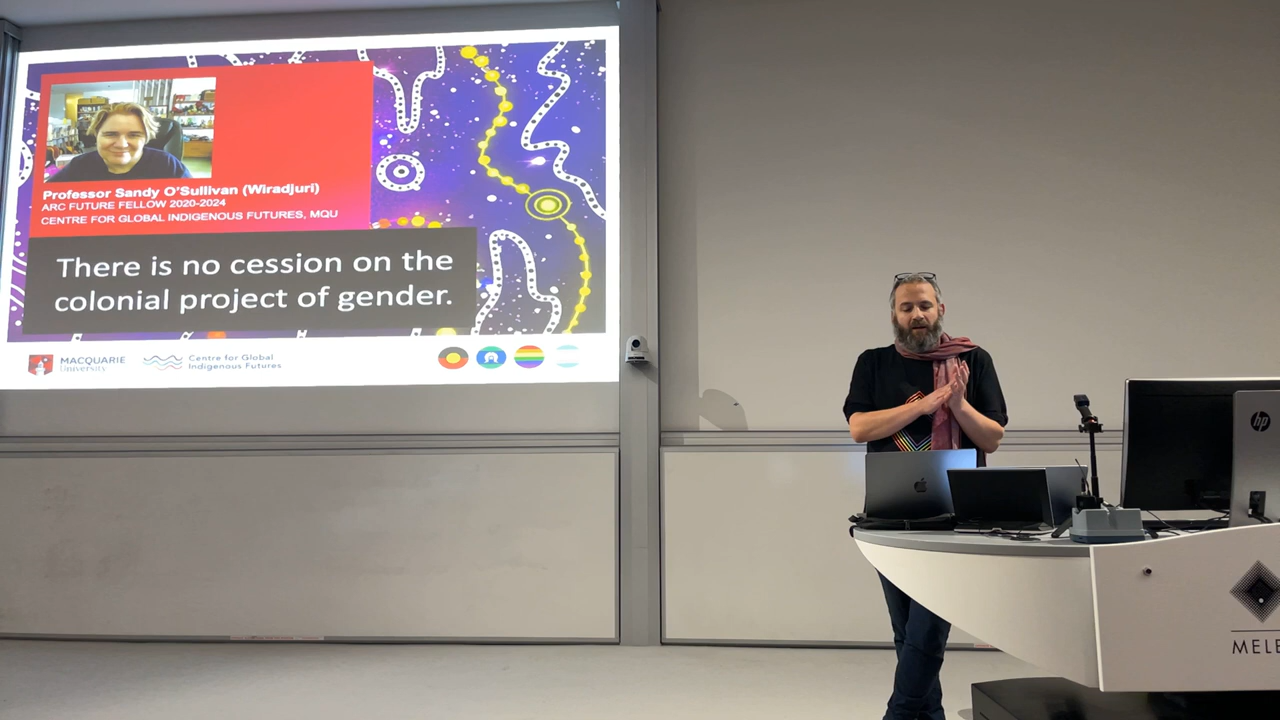 Professor Sandy O'Sullivan (Wiradjuri)
ARC FUTURE FELLOW 2020-2024
CENTRE FOR GLOBAL INDIGENOUS FUTURES, MQU
There is no cession on the
colonial project of gender.
MACQUARIE
University
Centre for Global
Indigenous Futures
hp
MELB